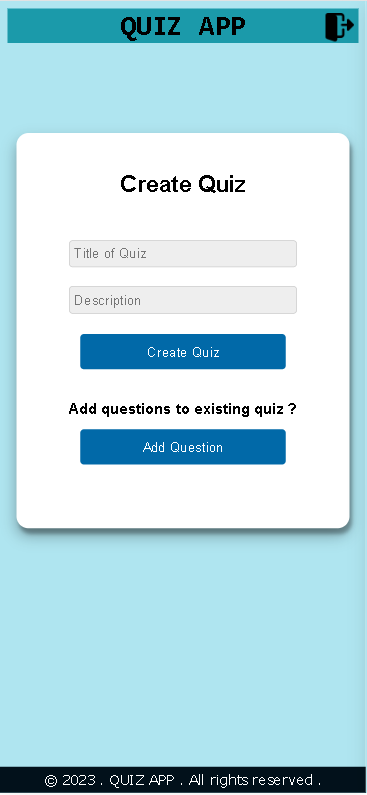 QUIZ APP
Create Quiz
Title of Quiz
Description
Create Quiz
Add questions to existing quiz ?
Add Question
© 2023 . QUIZ APP . All rights reserved .